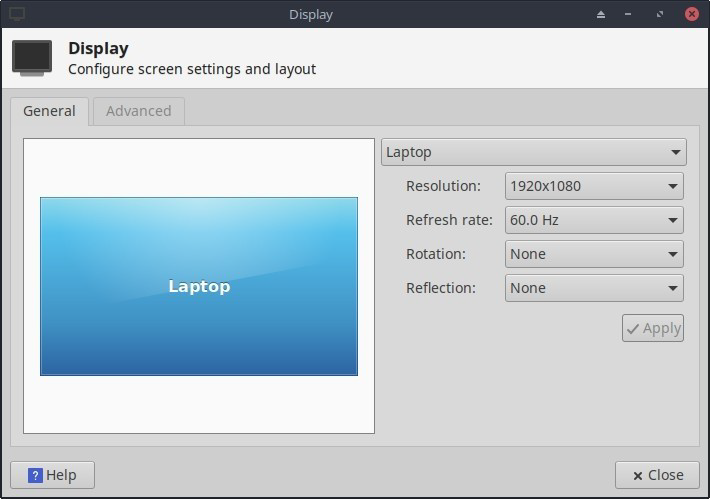 Display
Display
Configure screen settings and layout
General
Advanced
Laptop
Laptop
Resolution: 1920x1080
Refresh rate: 60.0 Hz
Rotation: None
Reflection: None
Apply
? Help
Close